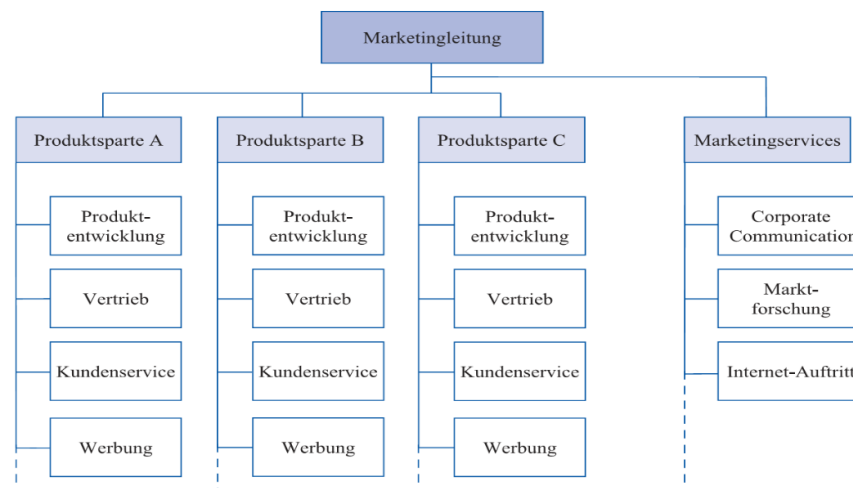 Marketingleitung
Produktsparte A
Produktsparte B
Produktsparte C
Marketingservices
Produkt-
entwicklung
Produkt-
entwicklung
Produkt-
entwicklung
Corporate
Communication
Vertrieb
Vertrieb
Vertrieb
Markt-
forschung
Kundenservice
Kundenservice
Kundenservice
Internet-Auftritt
Werbung
Werbung
Werbung